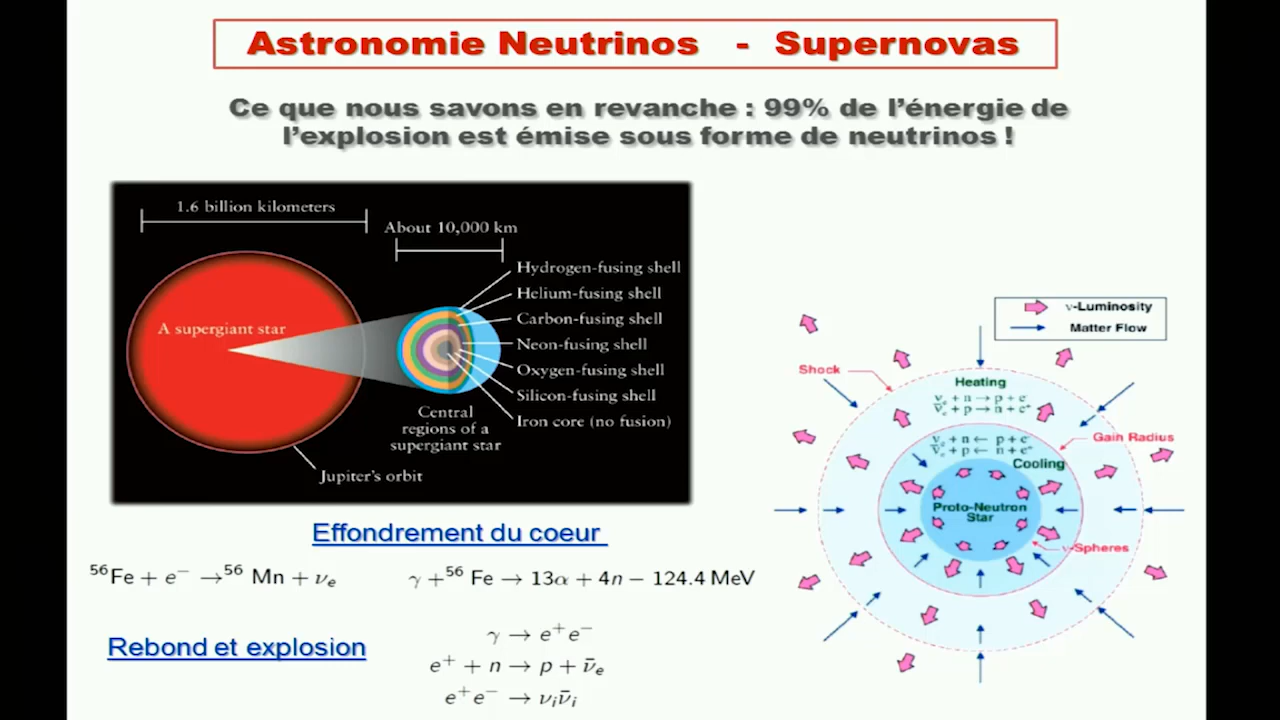 Astronomie Neutrinos - Supernovas
Ce que nous savons en revanche : 99% de l'énergie de
l'explosion est émise sous forme de neutrinos !
1.6 billion kilometers
About 10,000 km
Hydrogen-fusing shell
Helium-fusing shell
Carbon-fusing shell
Neon-fusing shell
Oxygen-fusing shell
Silicon-fusing shell
Iron core (no fusion)
A supergiant star
Central
regions of a
supergiant star
Jupiter's orbit
ν-Luminosity
Matter Flow
Shock
Heating
νₑ + n → p + e⁻
ν̄ₑ + p → n + e⁺
Gain Radius
νₑ + n ← p + e⁻
ν̄ₑ + p ← n + e⁺
Cooling
Proto-Neutron
Star
ν-Spheres
Effondrement du coeur
⁵⁶Fe + e⁻ →⁵⁶ Mn + νₑ
γ +⁵⁶ Fe → 13α + 4n − 124.4 MeV
Rebond et explosion
γ → e⁺e⁻
e⁺ + n → p + ν̄ₑ
e⁺e⁻ → νᵢν̄ᵢ